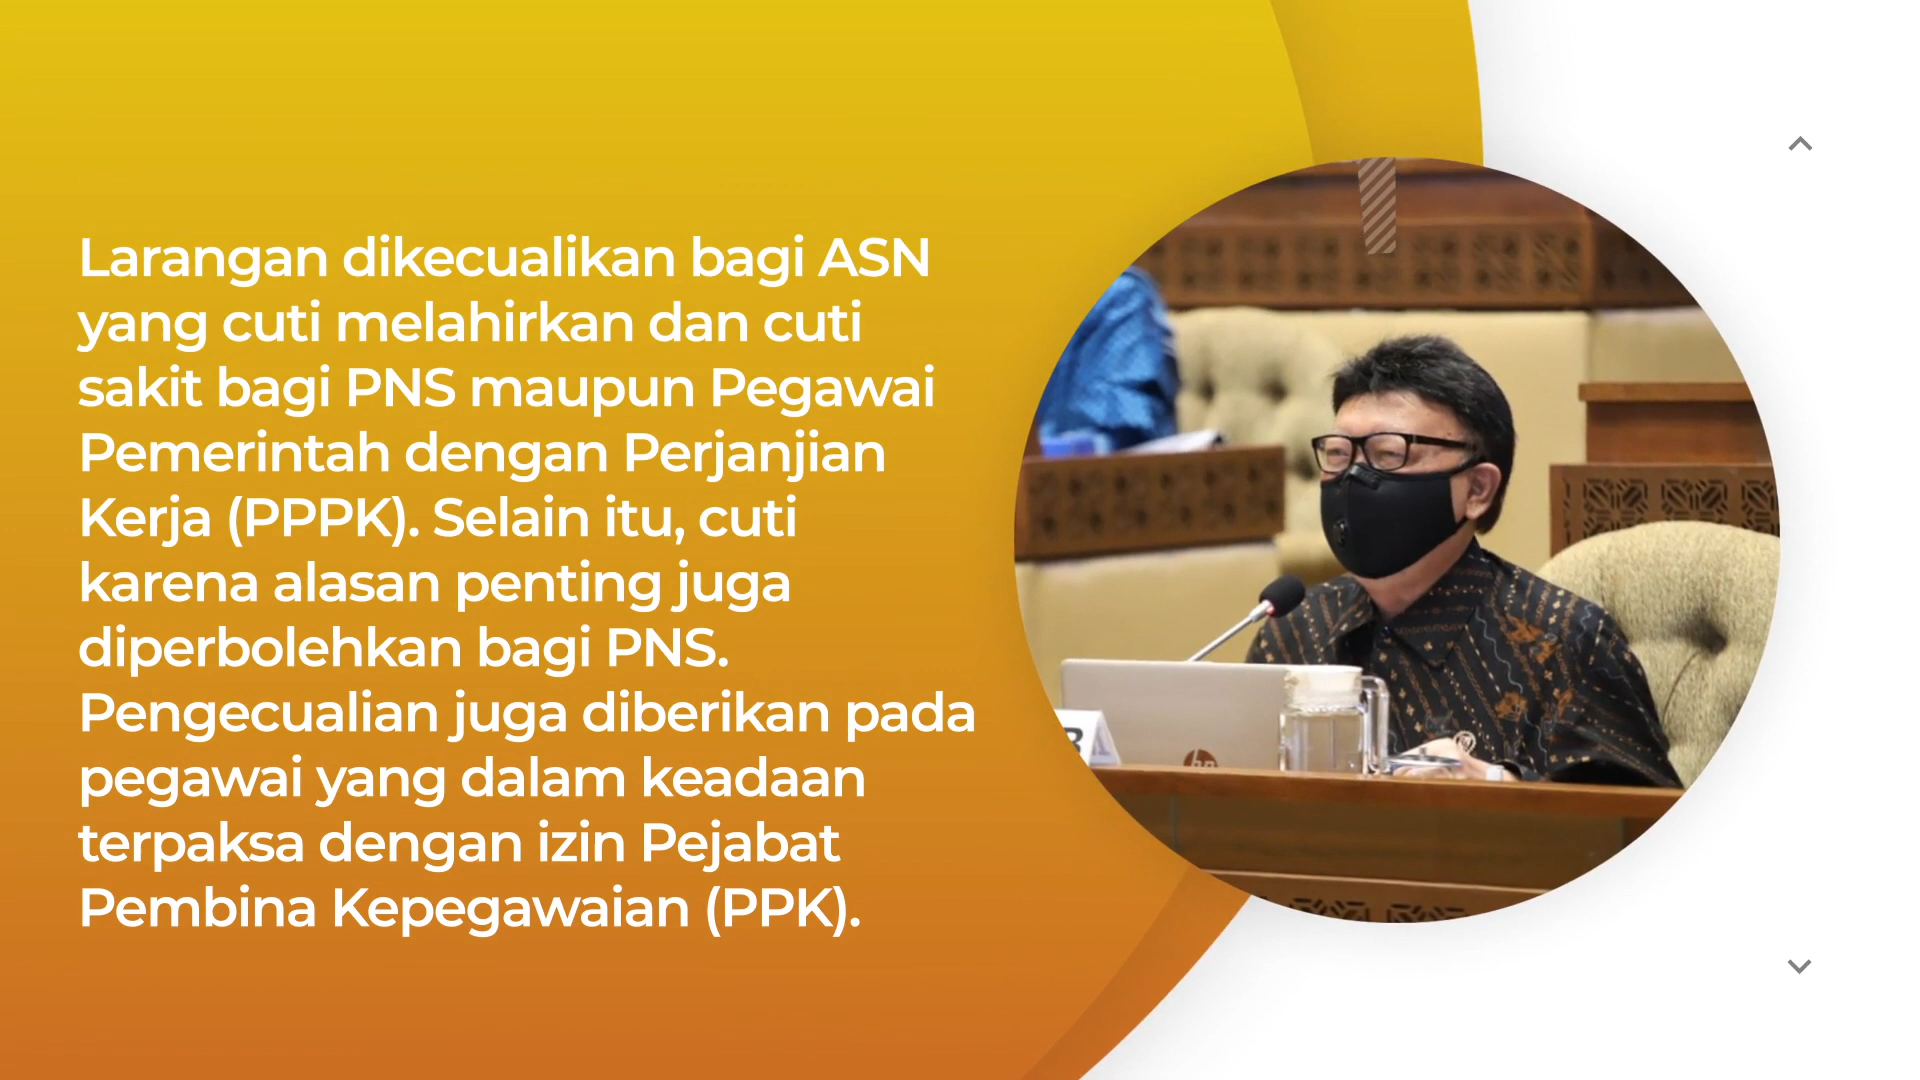 Larangan dikecualikan bagi ASN
yang cuti melahirkan dan cuti
sakit bagi PNS maupun Pegawai
Pemerintah dengan Perjanjian
Kerja (PPPK). Selain itu, cuti
karena alasan penting juga
diperbolehkan bagi PNS.
Pengecualian juga diberikan pada
pegawai yang dalam keadaan
terpaksa dengan izin Pejabat
Pembina Kepegawaian (PPK).
hp